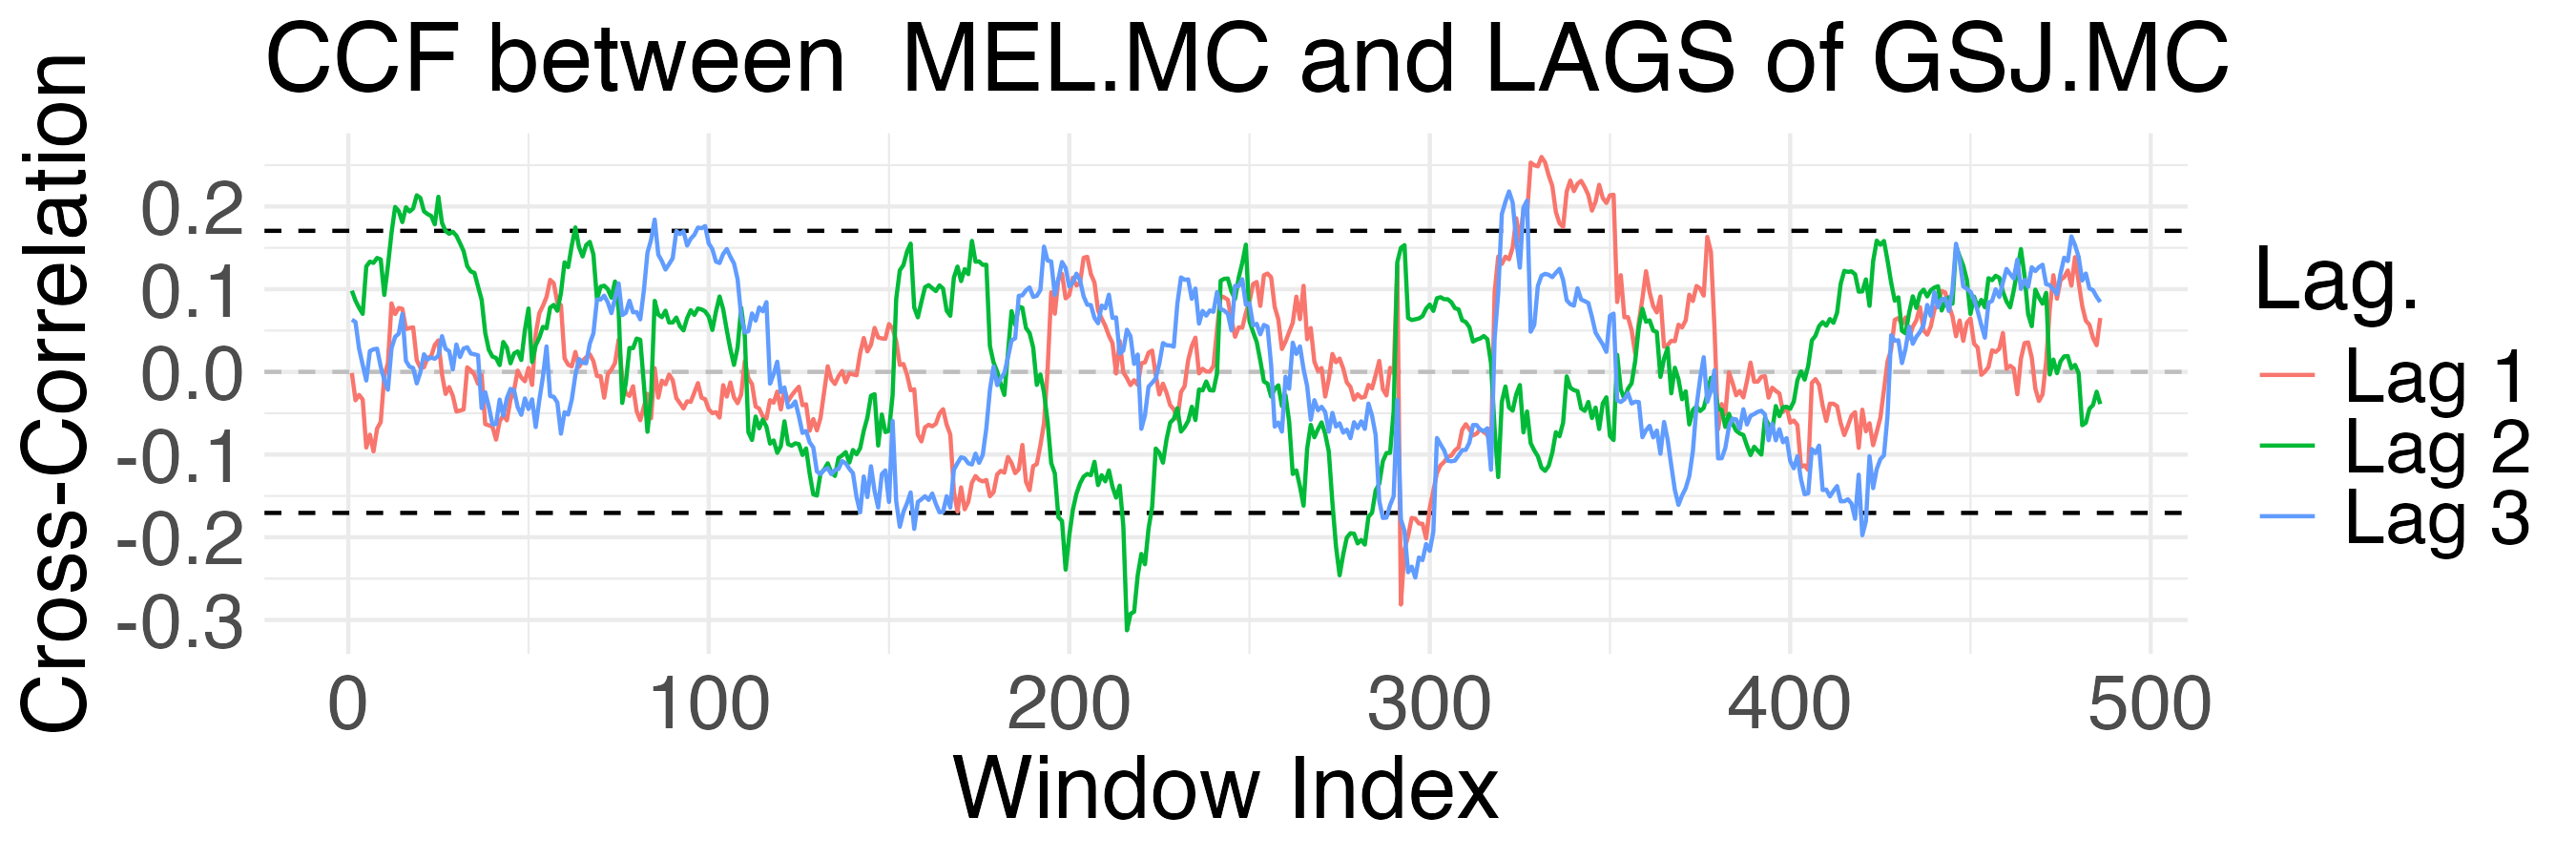 CCF between  MEL.MC and LAGS of GSJ.MC
Cross-Correlation
0.2
0.1
0.0
-0.1
-0.2
-0.3
0 100 200 300 400 500
Window Index
Lag.
Lag 1
Lag 2
Lag 3